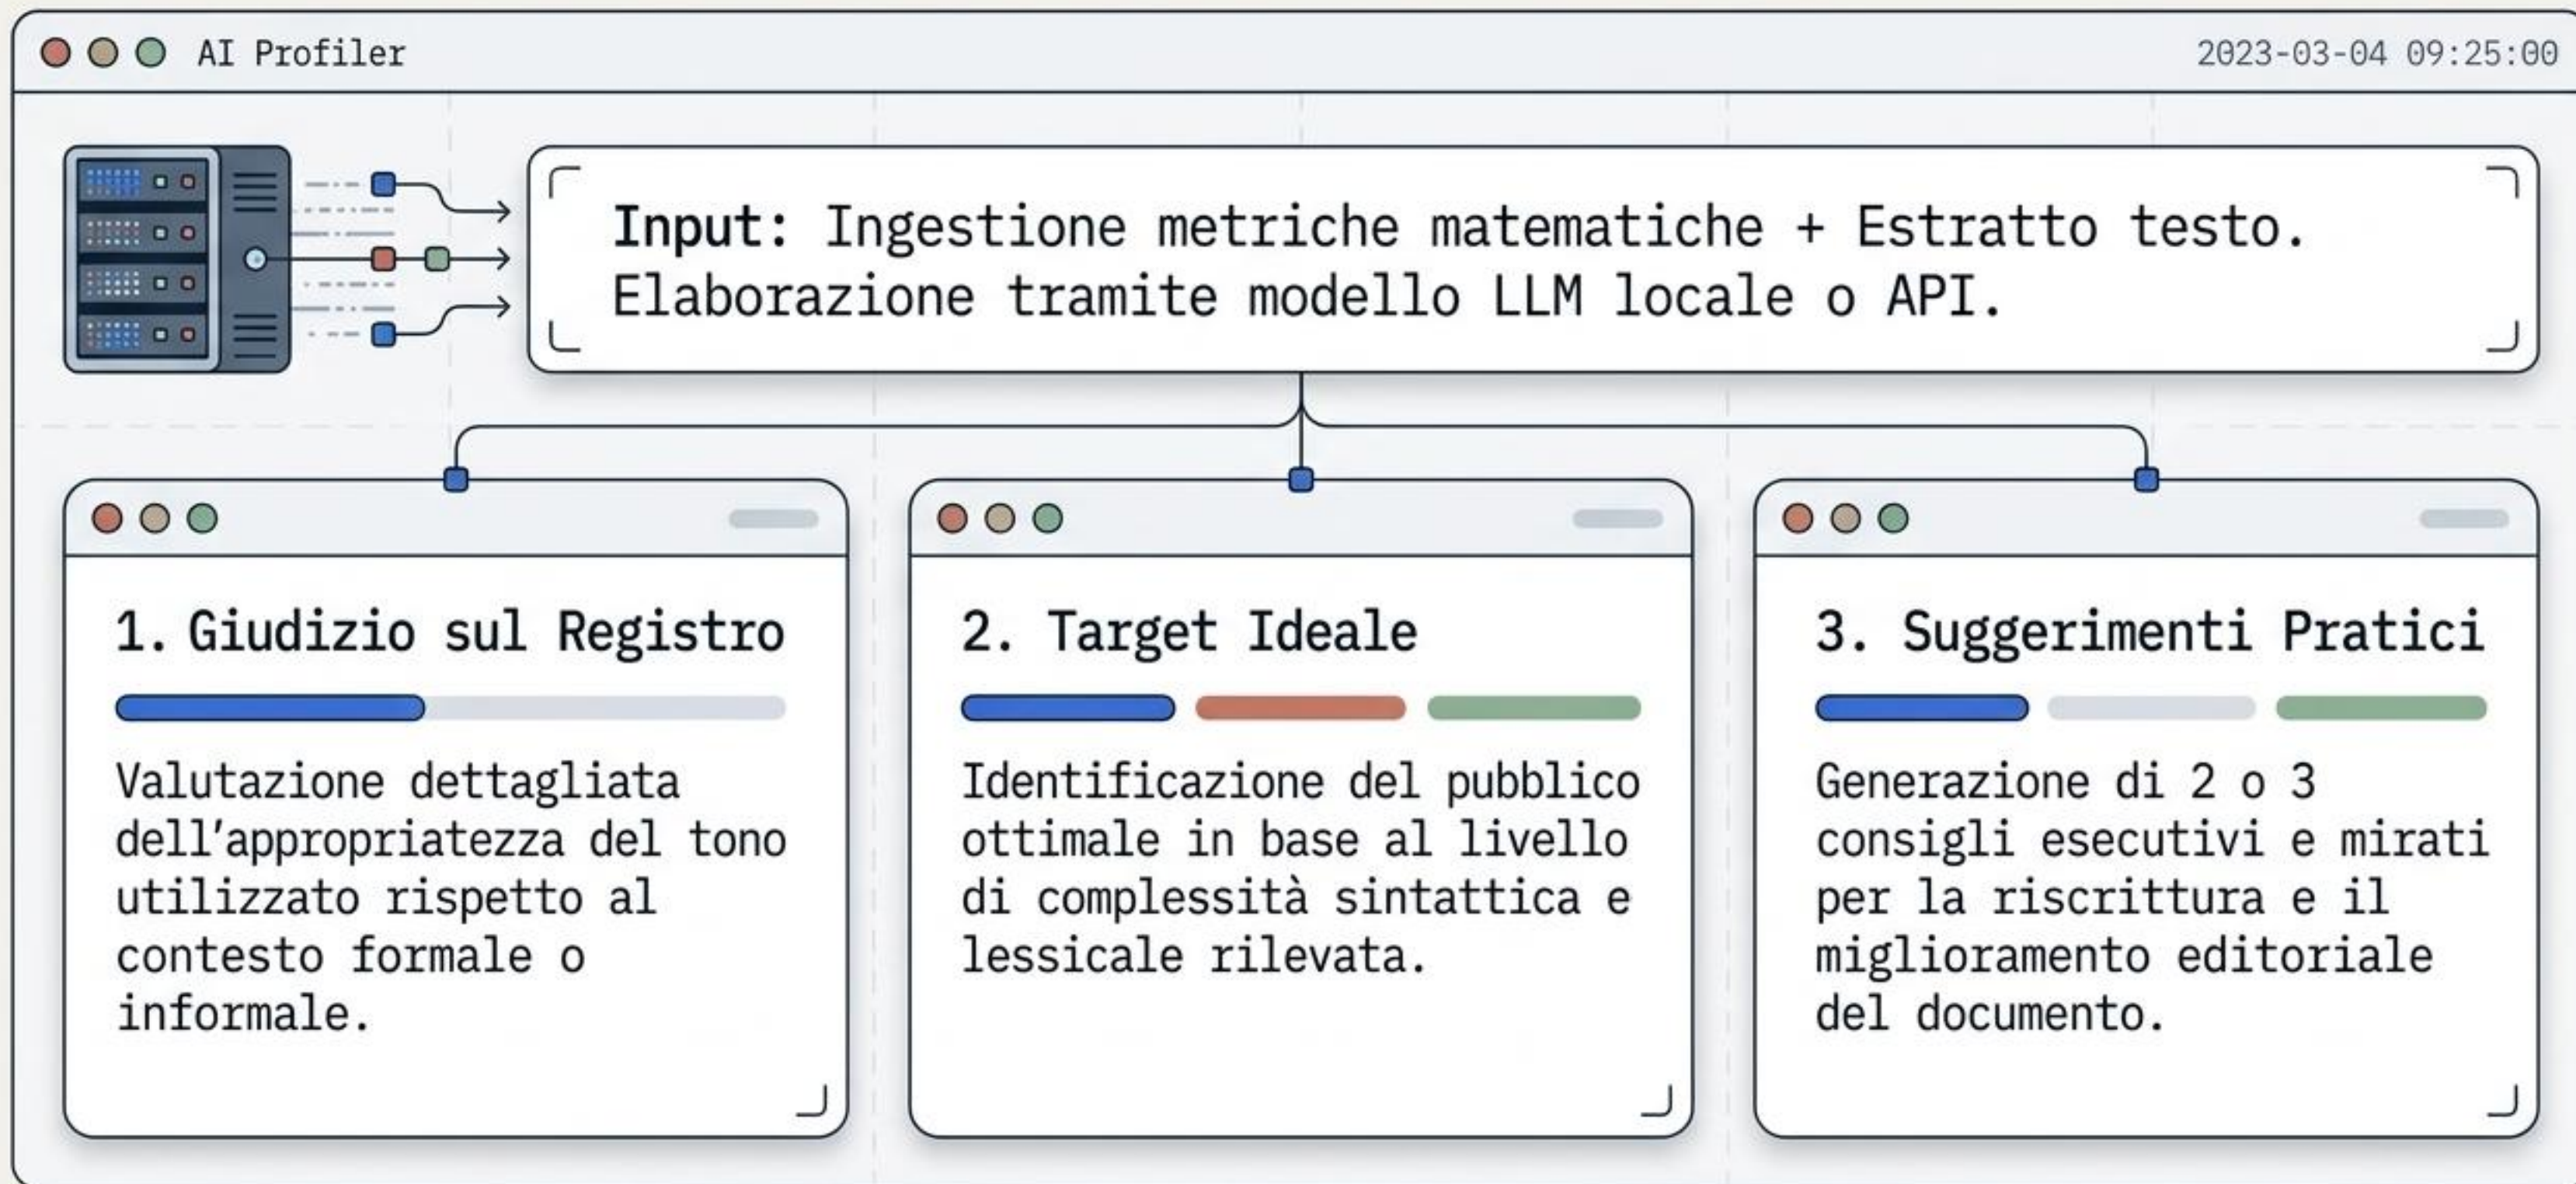 AI Profiler
2023-03-04 09:25:00
Input: Ingestione metriche matematiche + Estratto testo.
Elaborazione tramite modello LLM locale o API.
1. Giudizio sul Registro
Valutazione dettagliata
dell’appropriatezza del tono
utilizzato rispetto al
contesto formale o
informale.
2. Target Ideale
Identificazione del pubblico
ottimale in base al livello
di complessità sintattica e
lessicale rilevata.
3. Suggerimenti Pratici
Generazione di 2 o 3
consigli esecutivi e mirati
per la riscrittura e il
miglioramento editoriale
del documento.